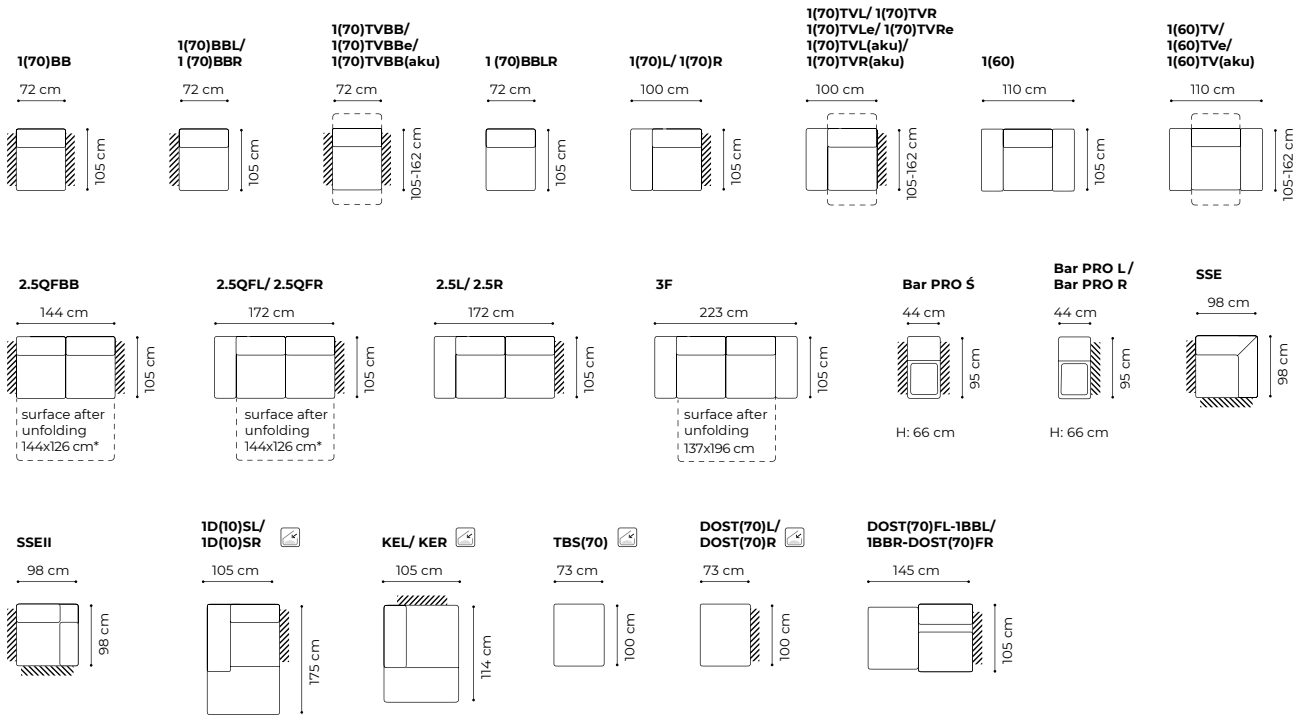 1(70)BB
72 cm
105 cm
1(70)BBL/
1 (70)BBR
72 cm
105 cm
1(70)TVBB/
1(70)TVBBe/
1(70)TVBB(aku)
72 cm
105-162 cm
1 (70)BBLR
72 cm
105 cm
1(70)L/ 1(70)R
100 cm
105 cm
1(70)TVL/ 1(70)TVR
1(70)TVLe/ 1(70)TVRe
1(70)TVL(aku)/
1(70)TVR(aku)
100 cm
105-162 cm
1(60)
110 cm
105 cm
1(60)TV/
1(60)TVe/
1(60)TV(aku)
110 cm
105-162 cm
2.5QFBB
144 cm
105 cm
surface after
unfolding
144x126 cm*
2.5QFL/ 2.5QFR
172 cm
105 cm
surface after
unfolding
144x126 cm*
2.5L/ 2.5R
172 cm
105 cm
3F
223 cm
105 cm
surface after
unfolding
137x196 cm
Bar PRO Ś
44 cm
95 cm
H: 66 cm
Bar PRO L /
Bar PRO R
44 cm
95 cm
H: 66 cm
SSE
98 cm
98 cm
SSEII
98 cm
98 cm
1D(10)SL/
1D(10)SR
105 cm
175 cm
KEL/ KER
105 cm
114 cm
TBS(70)
73 cm
100 cm
DOST(70)L/
DOST(70)R
73 cm
100 cm
DOST(70)FL-1BBL/
1BBR-DOST(70)FR
145 cm
105 cm